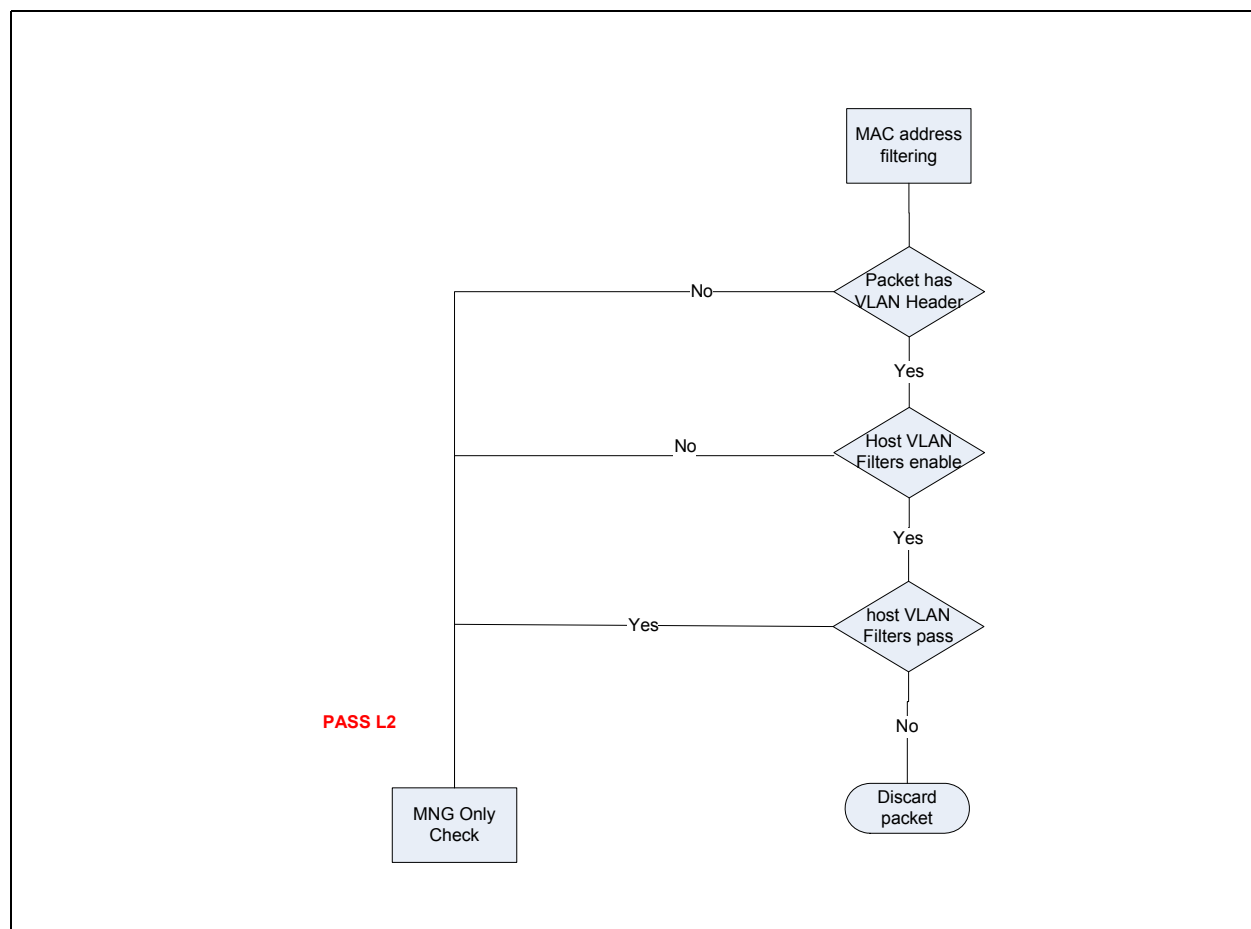 MAC address
filtering
Packet has
VLAN Header
No
Yes
Host VLAN
Filters enable
No
Yes
host VLAN
Filters pass
Yes
No
PASS L2
MNG Only
Check
Discard
packet